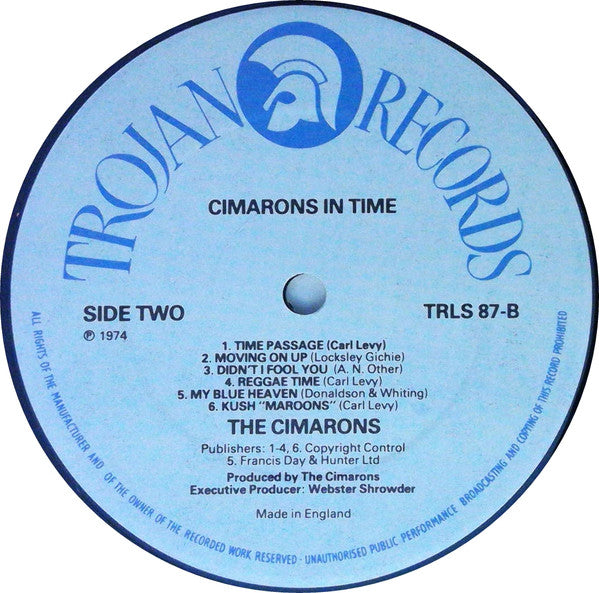 TROJAN RECORDS
CIMARONS IN TIME
SIDE TWO
℗ 1974
TRLS 87-B
1. TIME PASSAGE (Carl Levy)
2. MOVING ON UP (Locksley Gichie)
3. DIDN'T I FOOL YOU (A. N. Other)
4. REGGAE TIME (Carl Levy)
5. MY BLUE HEAVEN (Donaldson & Whiting)
6. KUSH "MAROONS" (Carl Levy)
THE CIMARONS
Publishers: 1-4, 6. Copyright Control
5. Francis Day & Hunter Ltd
Produced by The Cimarons
Executive Producer: Webster Shrowder
Made in England
ALL RIGHTS OF THE MANUFACTURER AND OF THE OWNER OF THE RECORDED WORK RESERVED - UNAUTHORISED PUBLIC PERFORMANCE BROADCASTING AND COPYING OF THIS RECORD PROHIBITED